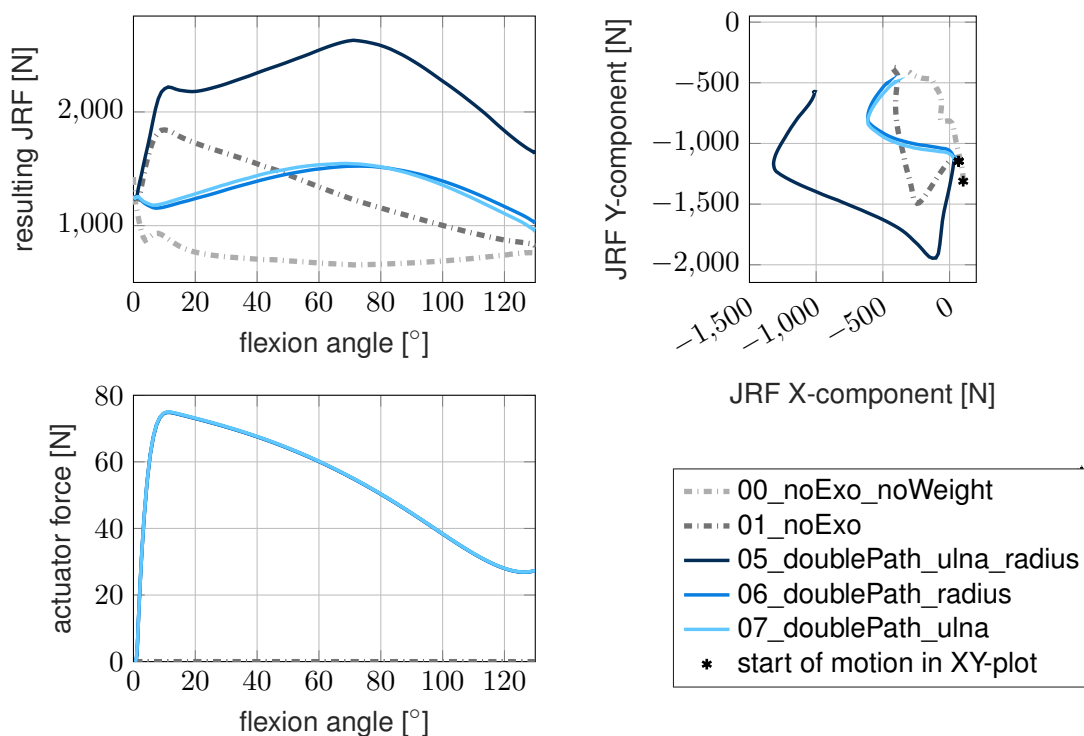 resulting JRF [N]
2,000
1,000
0
20
40
60
80
100
120
flexion angle [°]
JRF Y-component [N]
0
−500
−1,000
−1,500
−2,000
−1,500
−1,000
−500
0
JRF X-component [N]
actuator force [N]
80
60
40
20
0
0
20
40
60
80
100
120
flexion angle [°]
00_noExo_noWeight
01_noExo
05_doublePath_ulna_radius
06_doublePath_radius
07_doublePath_ulna
start of motion in XY-plot